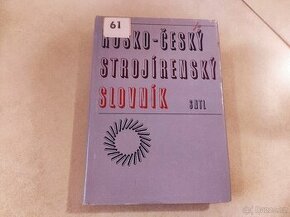 61
RUSKO-ČESKÝ
STROJÍRENSKÝ
SLOVNÍK
SNTL